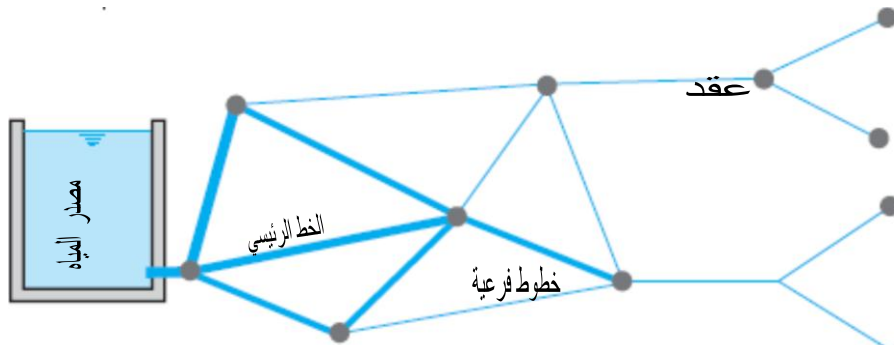 عقد
مصدر المياه
الخط الرئيسي
خطوط فرعية